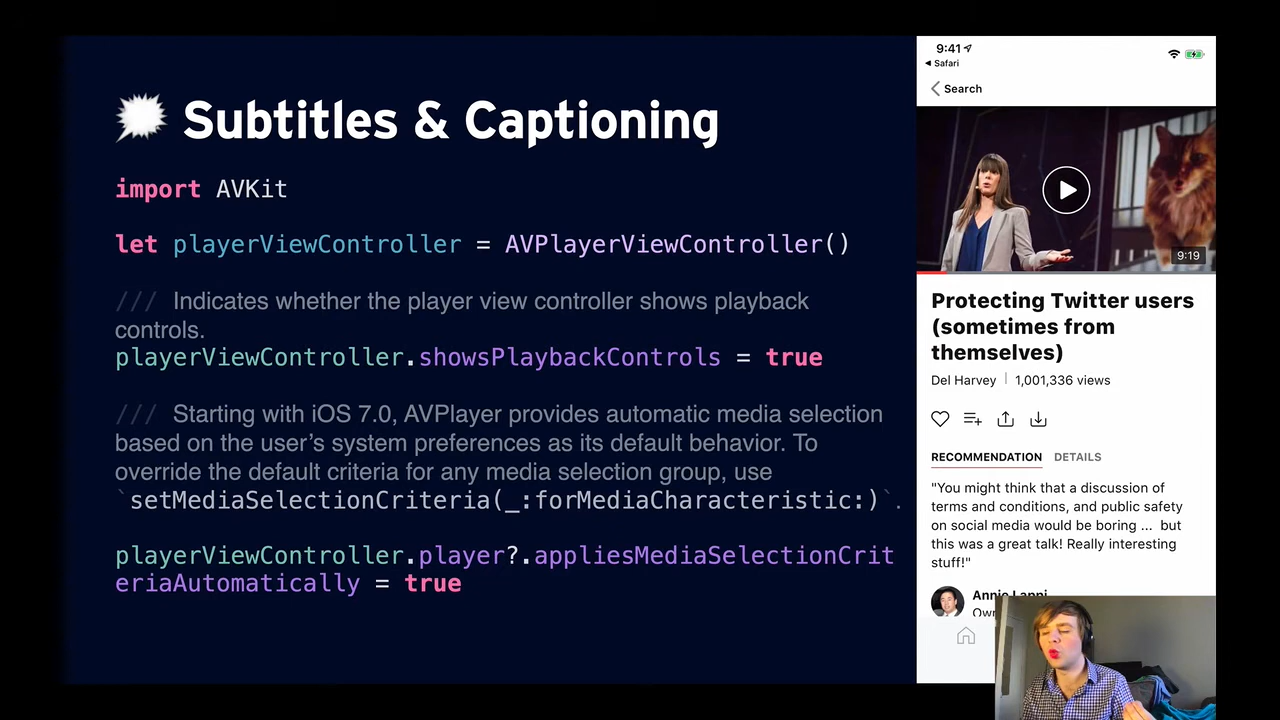 Subtitles & Captioning
import AVKit
let playerViewController = AVPlayerViewController()
/// Indicates whether the player view controller shows playback
controls.
playerViewController.showsPlaybackControls = true
/// Starting with iOS 7.0, AVPlayer provides automatic media selection
based on the user’s system preferences as its default behavior. To
override the default criteria for any media selection group, use
`setMediaSelectionCriteria(_:forMediaCharacteristic:)`.
playerViewController.player?.appliesMediaSelectionCrit
eriaAutomatically = true
9:41
Safari
Search
9:19
Protecting Twitter users
(sometimes from
themselves)
Del Harvey | 1,001,336 views
RECOMMENDATION DETAILS
"You might think that a discussion of
terms and conditions, and public safety
on social media would be boring ... but
this was a great talk! Really interesting
stuff!"
Annie Lappi